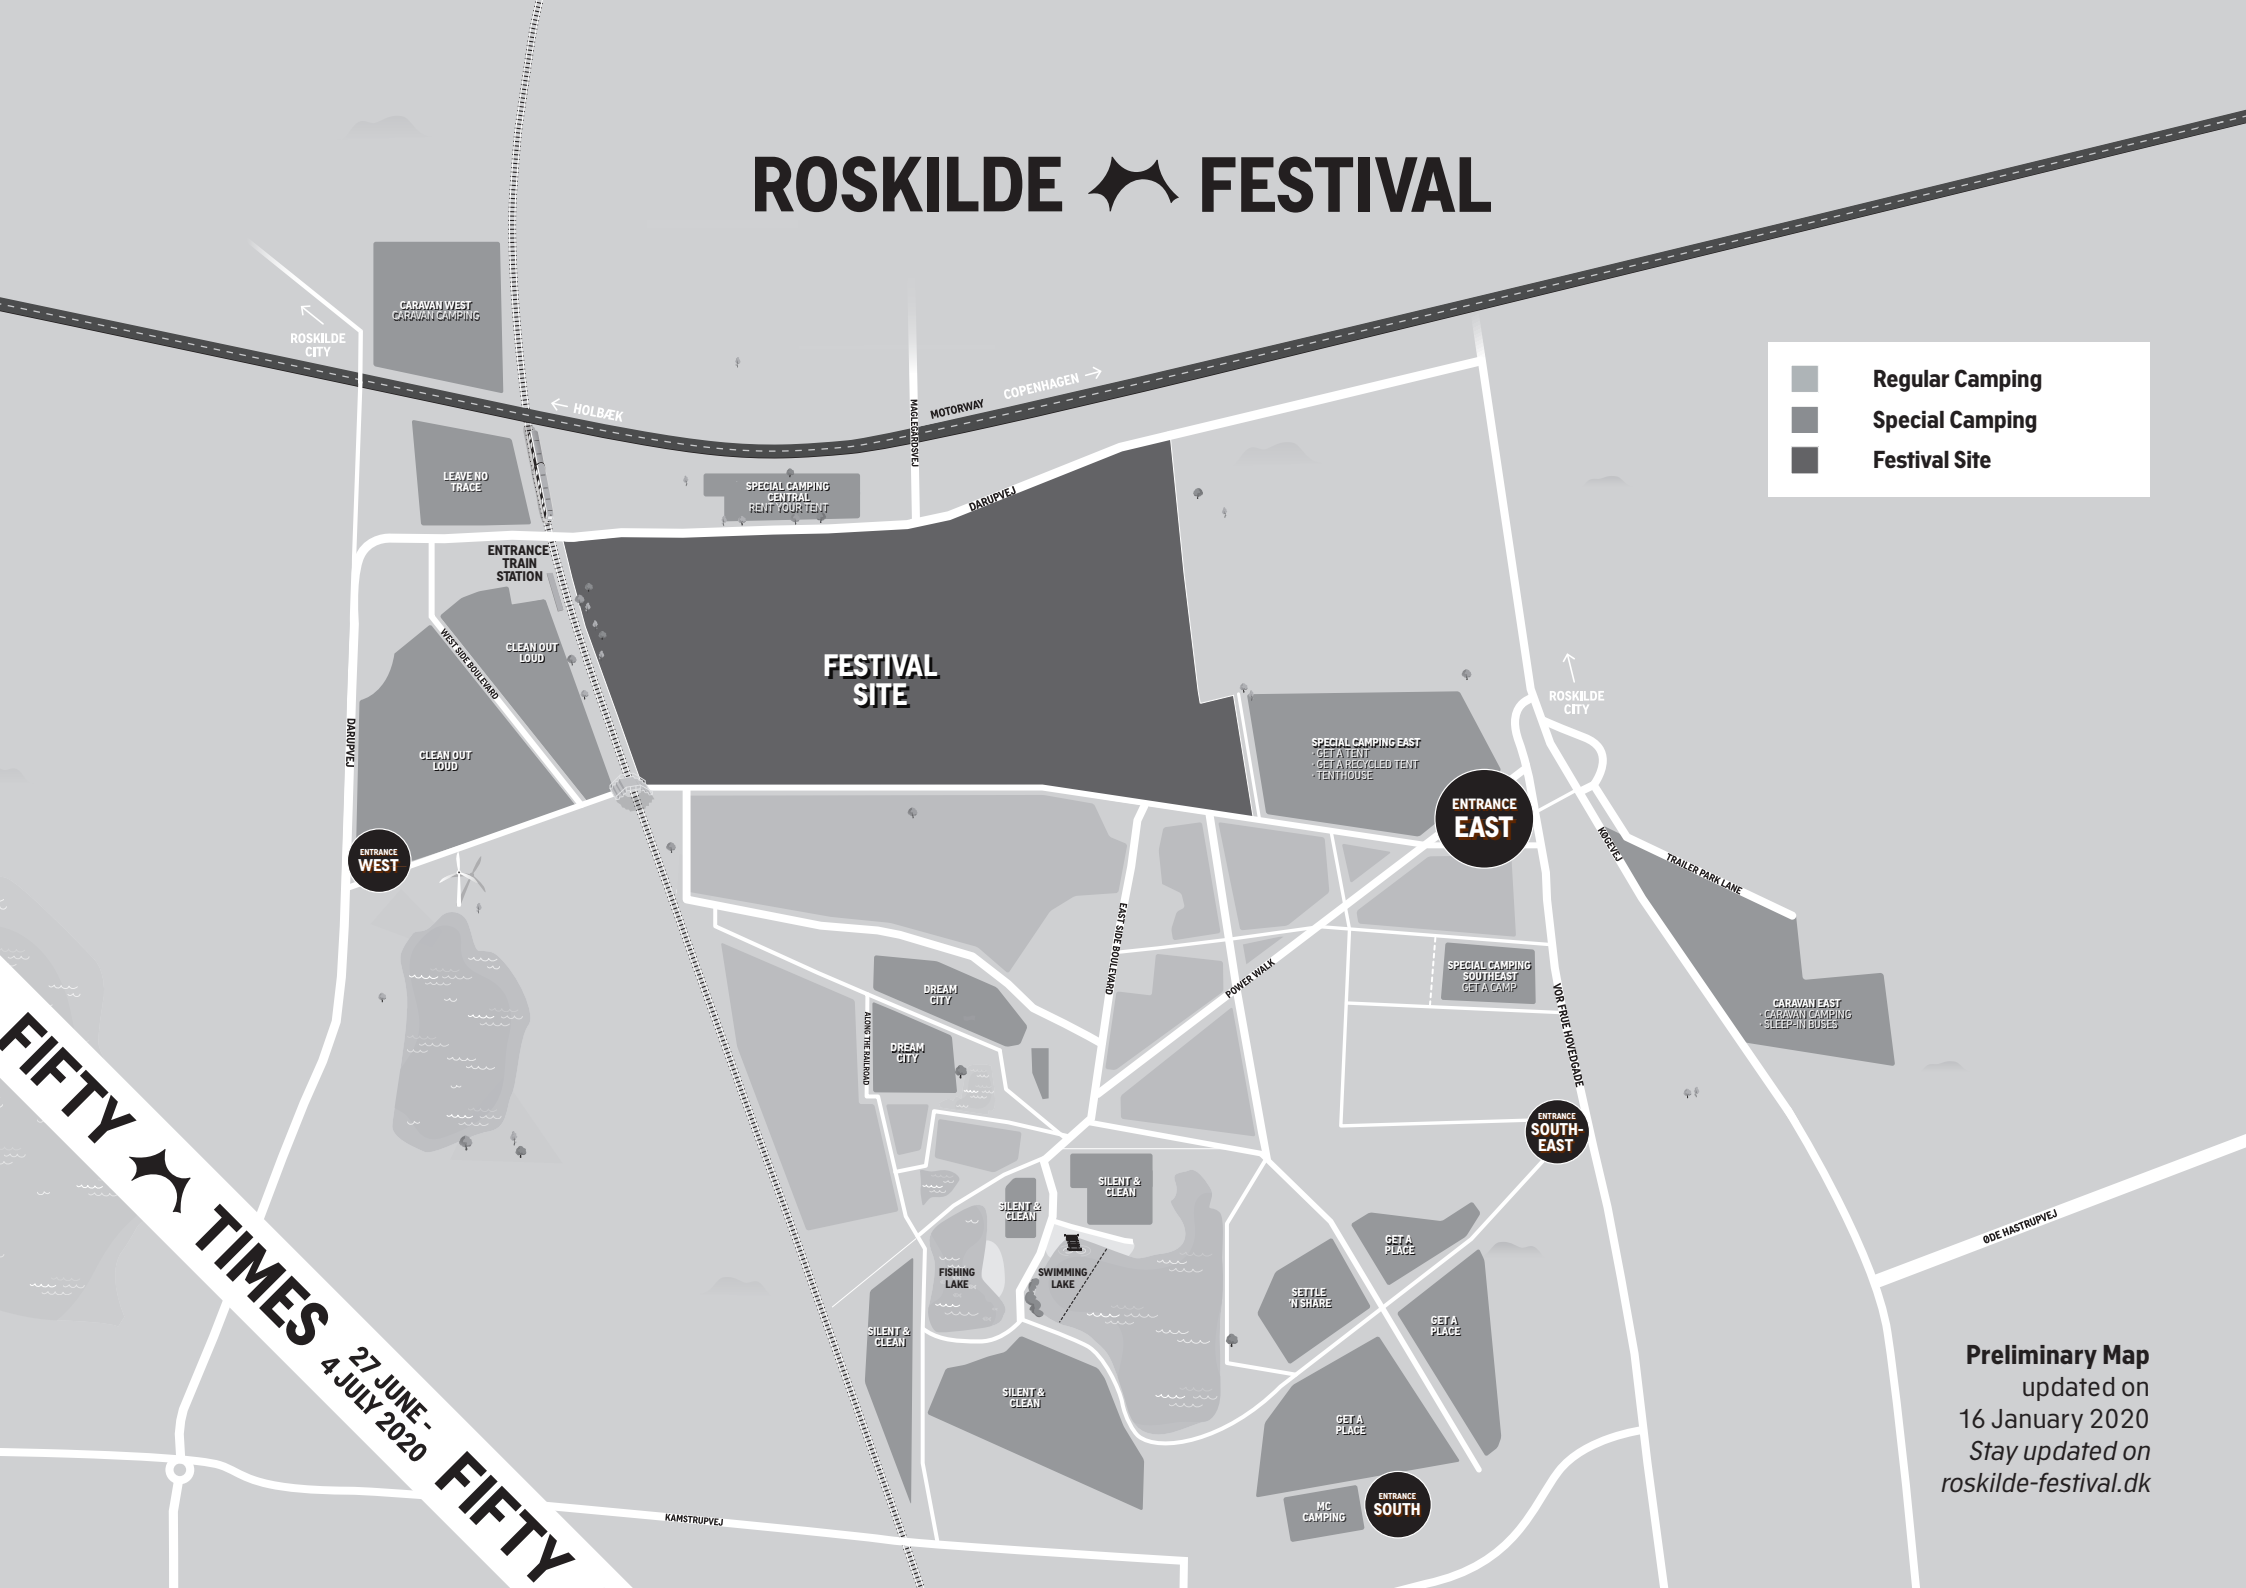 ROSKILDE FESTIVAL
CARAVAN WEST
CARAVAN CAMPING
ROSKILDE
CITY
← HOLBÆK
MOTORWAY
COPENHAGEN →
MAGLEGÅRDSVEJ
Regular Camping
Special Camping
Festival Site
LEAVE NO
TRACE
SPECIAL CAMPING
CENTRAL
RENT YOUR TENT
DARUPVEJ
ENTRANCE
TRAIN
STATION
CLEAN OUT
LOUD
WEST SIDE BOULEVARD
FESTIVAL
SITE
ROSKILDE
CITY
DARUPVEJ
CLEAN OUT
LOUD
SPECIAL CAMPING EAST
· GET A TENT
· GET A RECYCLED TENT
· TENTHOUSE
ENTRANCE
EAST
ENTRANCE
WEST
KØGEVEJ
TRAILER PARK LANE
EAST SIDE BOULEVARD
POWER WALK
SPECIAL CAMPING
SOUTHEAST
GET A CAMP
DREAM
CITY
CARAVAN EAST
· CARAVAN CAMPING
· SLEEP-IN BUSES
ALONG THE RAILROAD
DREAM
CITY
VOR FRUE HOVEDGADE
ENTRANCE
SOUTH-
EAST
SILENT &
CLEAN
SILENT &
CLEAN
GET A
PLACE
ØDE HASTRUPVEJ
FISHING
LAKE
SWIMMING
LAKE
SETTLE
'N SHARE
GET A
PLACE
SILENT &
CLEAN
SILENT &
CLEAN
GET A
PLACE
MC
CAMPING
ENTRANCE
SOUTH
KAMSTRUPVEJ
FIFTY TIMES
27 JUNE -
4 JULY 2020
FIFTY
Preliminary Map
updated on
16 January 2020
Stay updated on
roskilde-festival.dk